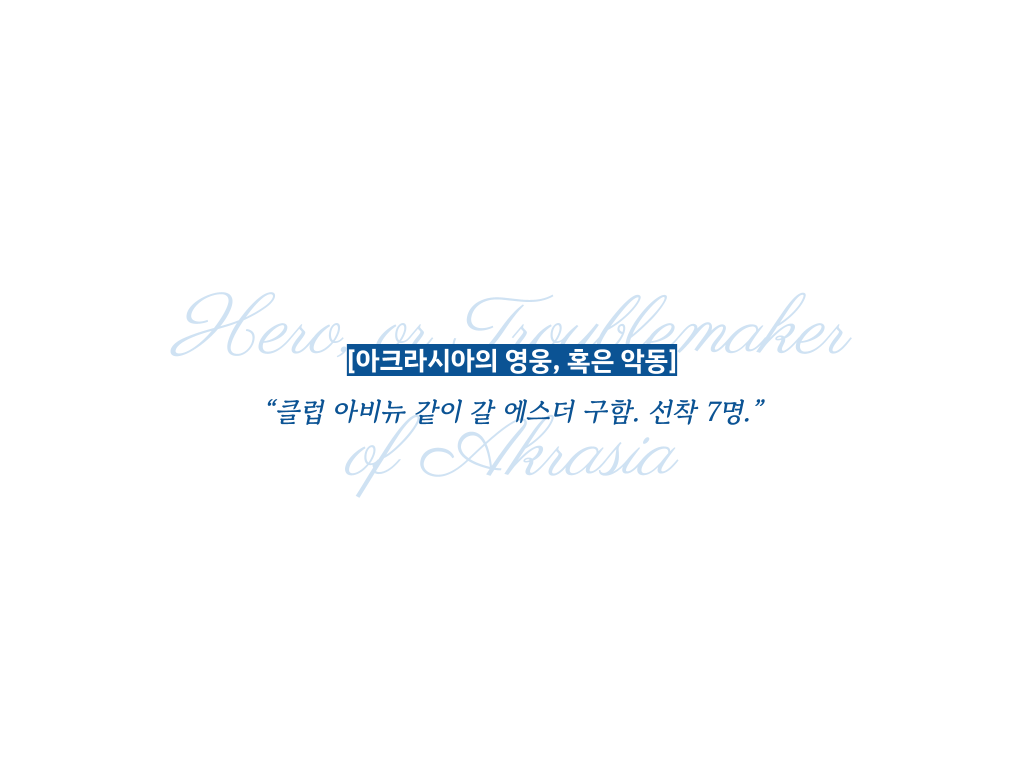 Hero, or Troublemaker
[아크라시아의 영웅, 혹은 악동]
“클럽 아비뉴 같이 갈 에스더 구함. 선착 7명.”
of Akrasia